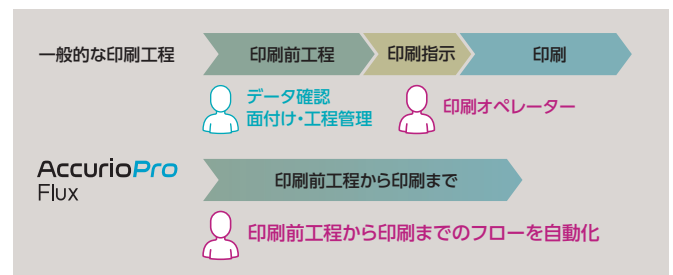 一般的な印刷工程
印刷前工程
印刷指示
印刷
データ確認
面付け・工程管理
印刷オペレーター
AccurioPro
Flux
印刷前工程から印刷まで
印刷前工程から印刷までのフローを自動化